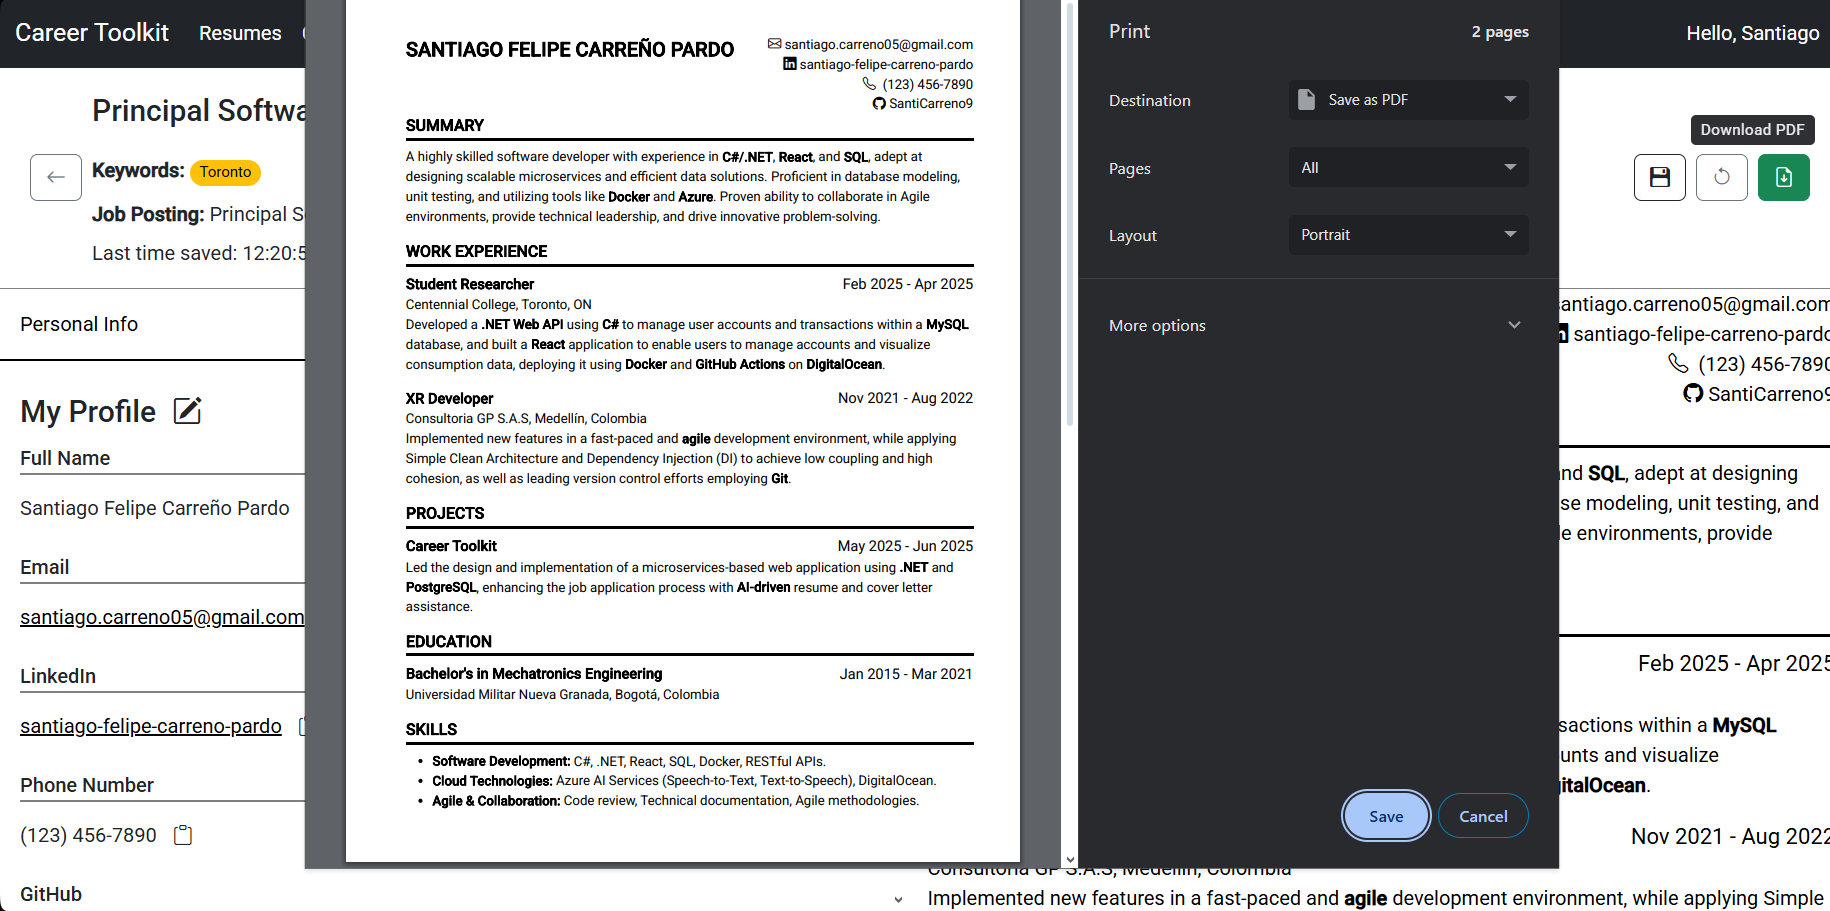 Career Toolkit Resumes
Hello, Santiago
Principal Softwa
Keywords: Toronto
Job Posting: Principal S
Last time saved: 12:20:5
Download PDF
Personal Info
My Profile
Full Name
Santiago Felipe Carreño Pardo
Email
santiago.carreno05@gmail.com
LinkedIn
santiago-felipe-carreno-pardo
Phone Number
(123) 456-7890
GitHub
SANTIAGO FELIPE CARREÑO PARDO
santiago.carreno05@gmail.com
santiago-felipe-carreno-pardo
(123) 456-7890
SantiCarreno9
SUMMARY
A highly skilled software developer with experience in C#/.NET, React, and SQL, adept at
designing scalable microservices and efficient data solutions. Proficient in database modeling,
unit testing, and utilizing tools like Docker and Azure. Proven ability to collaborate in Agile
environments, provide technical leadership, and drive innovative problem-solving.
WORK EXPERIENCE
Student Researcher Feb 2025 - Apr 2025
Centennial College, Toronto, ON
Developed a .NET Web API using C# to manage user accounts and transactions within a MySQL
database, and built a React application to enable users to manage accounts and visualize
consumption data, deploying it using Docker and GitHub Actions on DigitalOcean.
XR Developer Nov 2021 - Aug 2022
Consultoria GP S.A.S, Medellín, Colombia
Implemented new features in a fast-paced and agile development environment, while applying
Simple Clean Architecture and Dependency Injection (DI) to achieve low coupling and high
cohesion, as well as leading version control efforts employing Git.
PROJECTS
Career Toolkit May 2025 - Jun 2025
Led the design and implementation of a microservices-based web application using .NET and
PostgreSQL, enhancing the job application process with AI-driven resume and cover letter
assistance.
EDUCATION
Bachelor's in Mechatronics Engineering Jan 2015 - Mar 2021
Universidad Militar Nueva Granada, Bogotá, Colombia
SKILLS
• Software Development: C#, .NET, React, SQL, Docker, RESTful APIs.
• Cloud Technologies: Azure AI Services (Speech-to-Text, Text-to-Speech), DigitalOcean.
• Agile & Collaboration: Code review, Technical documentation, Agile methodologies.
Print 2 pages
Destination Save as PDF
Pages All
Layout Portrait
More options
Save Cancel
santiago.carreno05@gmail.com
santiago-felipe-carreno-pardo
(123) 456-7890
SantiCarreno9
and SQL, adept at designing
se modeling, unit testing, and
le environments, provide
Feb 2025 - Apr 2025
sactions within a MySQL
unts and visualize
italOcean.
Nov 2021 - Aug 2022
Consultoria GP S.A.S, Medellín, Colombia
Implemented new features in a fast-paced and agile development environment, while applying Simple